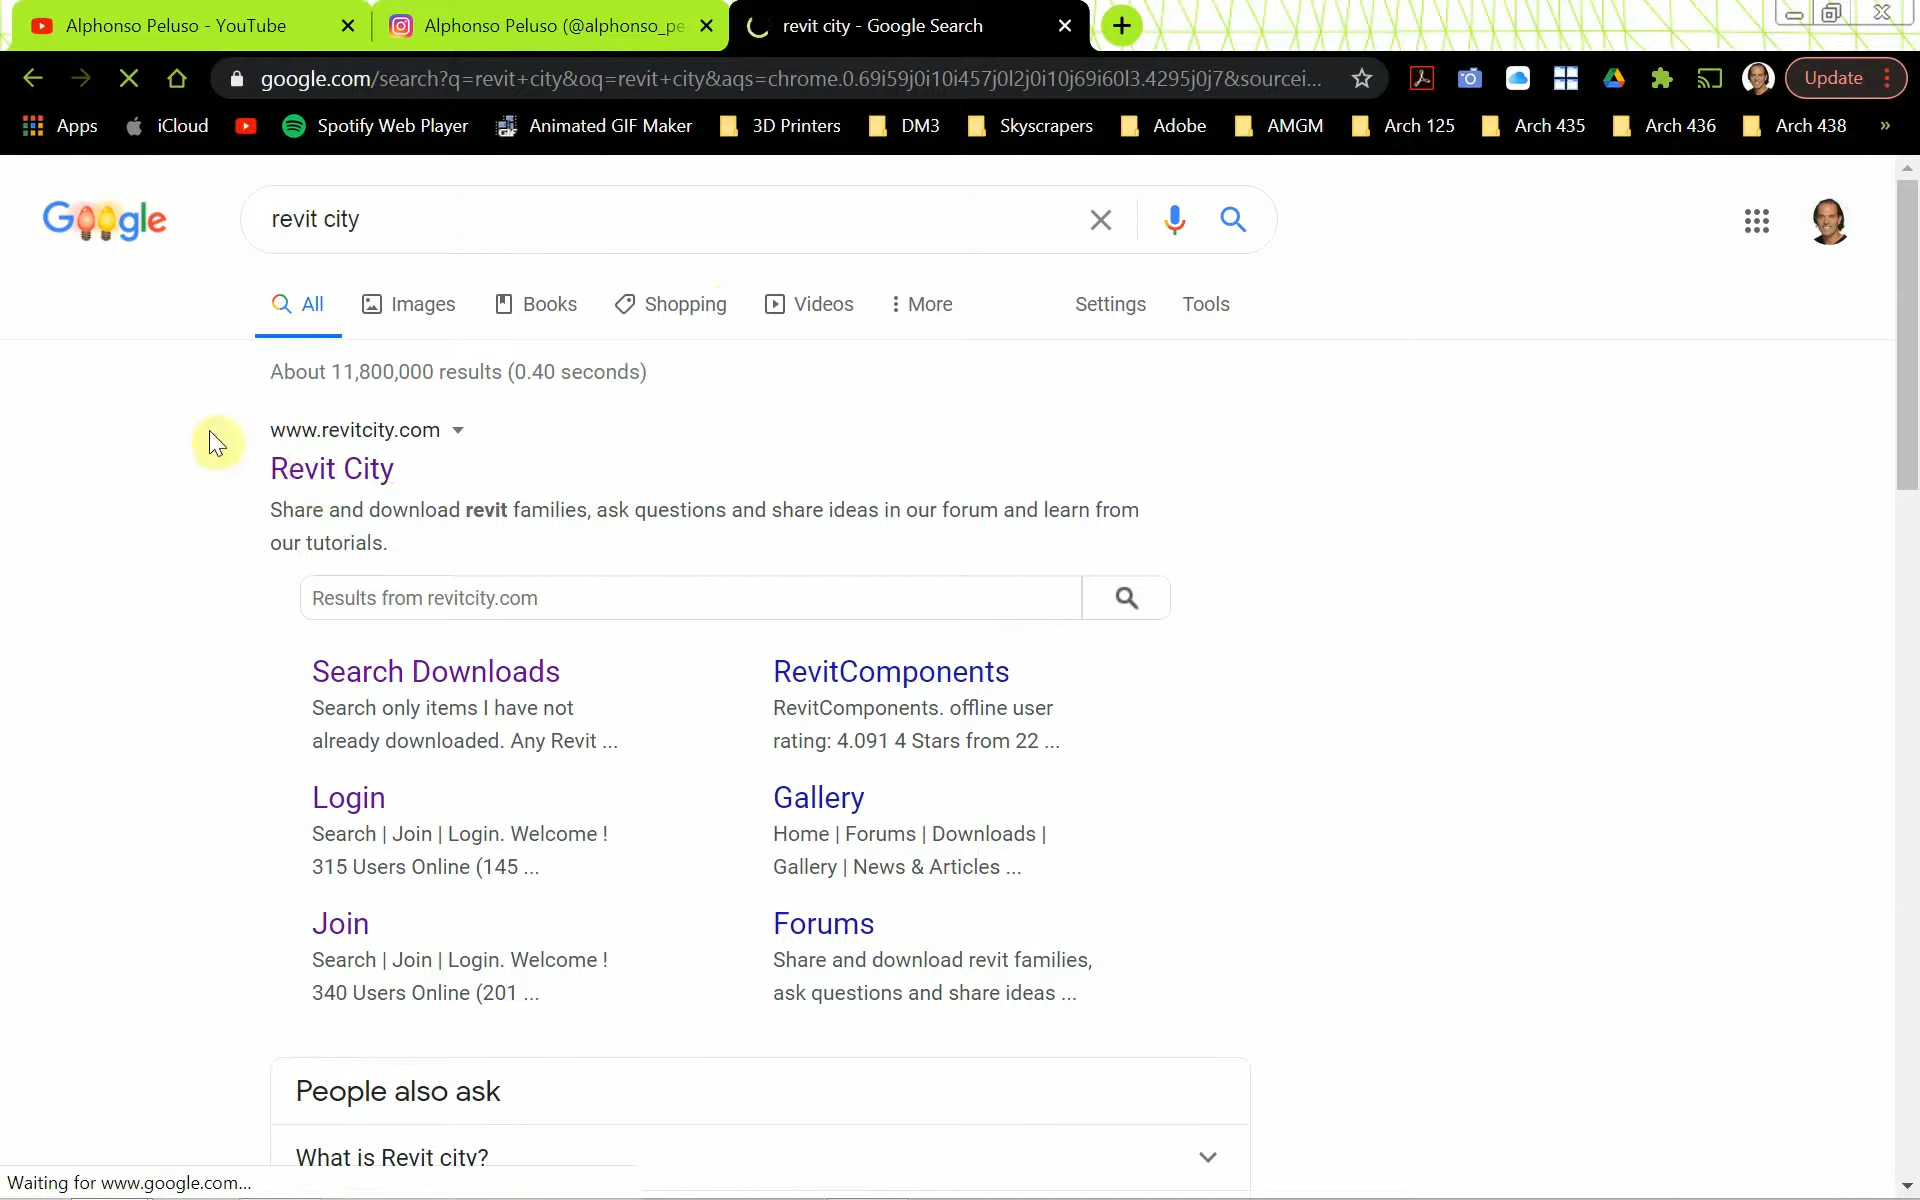 Alphonso Peluso - YouTube
Alphonso Peluso (@alphonso_pe
revit city - Google Search
google.com/search?q=revit+city&oq=revit+city&aqs=chrome.0.69i59j0i10i457j0l2j0i10j69i60l3.4295j0j7&sourcei...
Update
Apps
iCloud
Spotify Web Player
Animated GIF Maker
3D Printers
DM3
Skyscrapers
Adobe
AMGM
Arch 125
Arch 435
Arch 436
Arch 438
»
Google
revit city
All
Images
Books
Shopping
Videos
More
Settings
Tools
About 11,800,000 results (0.40 seconds)
www.revitcity.com
Revit City
Share and download revit families, ask questions and share ideas in our forum and learn from
our tutorials.
Results from revitcity.com
Search Downloads
Search only items I have not
already downloaded. Any Revit ...
RevitComponents
RevitComponents. offline user
rating: 4.091 4 Stars from 22 ...
Login
Search | Join | Login. Welcome !
315 Users Online (145 ...
Gallery
Home | Forums | Downloads |
Gallery | News & Articles ...
Join
Search | Join | Login. Welcome !
340 Users Online (201 ...
Forums
Share and download revit families,
ask questions and share ideas ...
People also ask
What is Revit city?
Waiting for www.google.com...